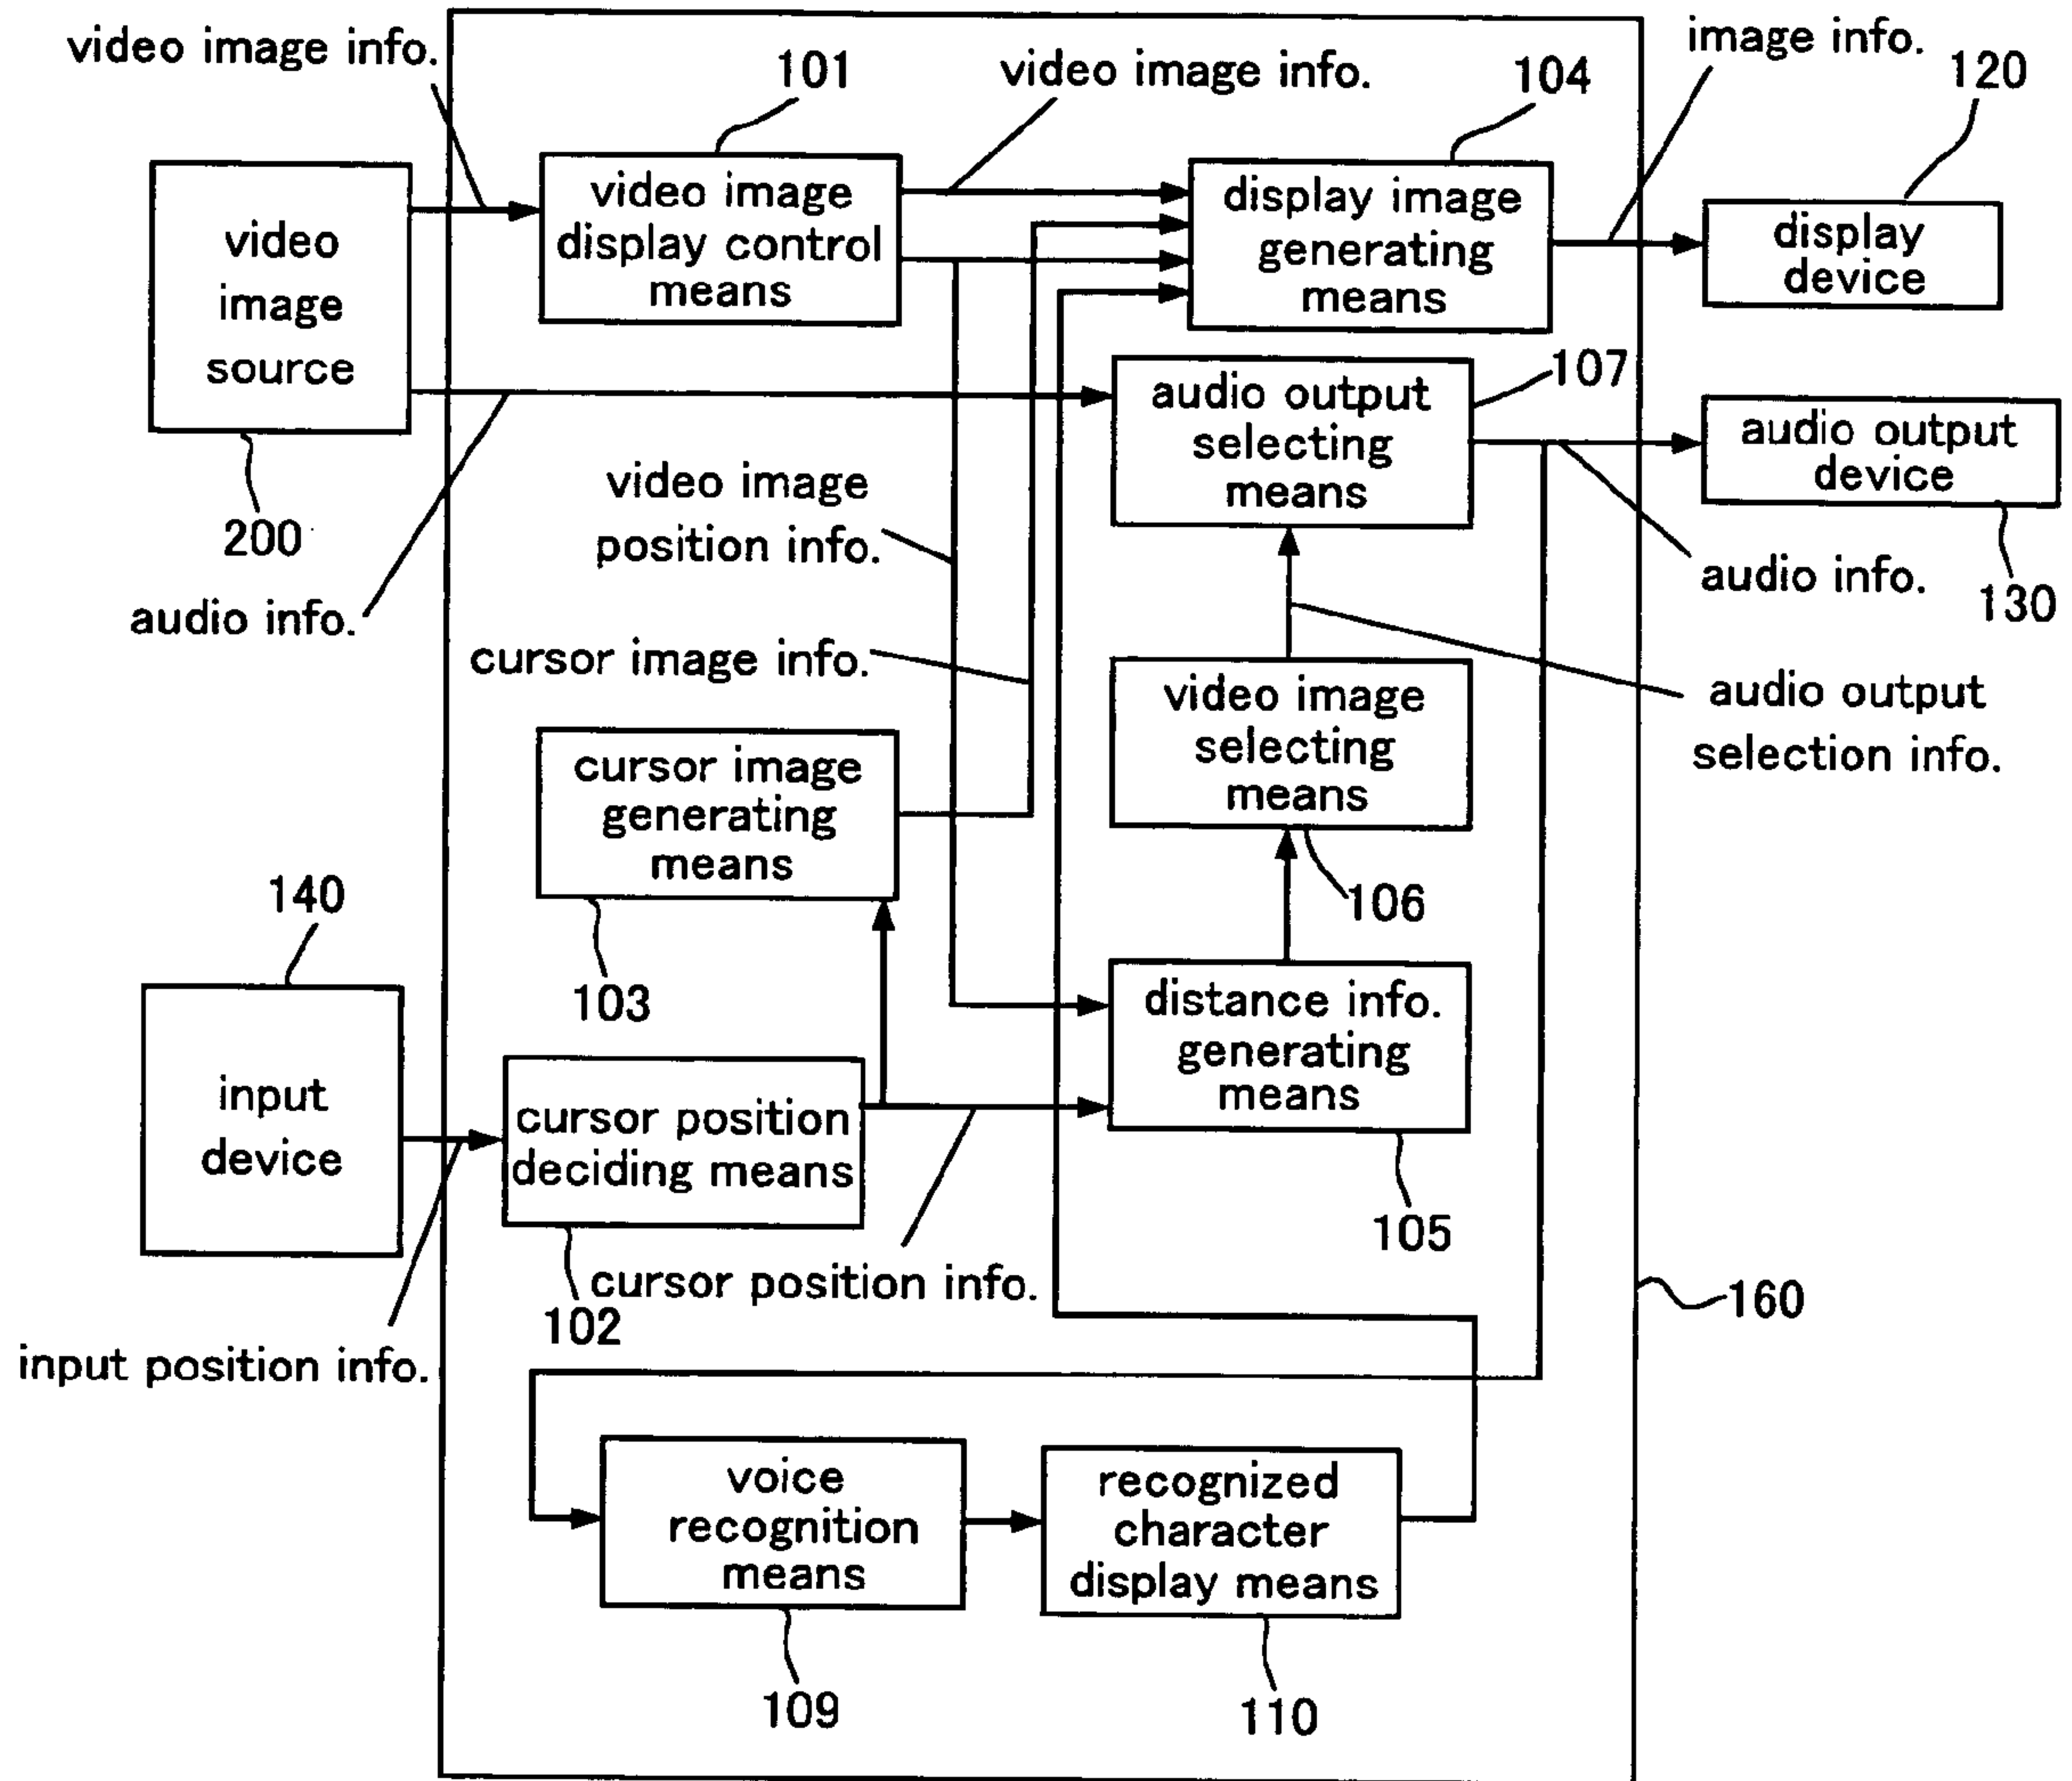 video image info.
101
video image info.
104
image info.
120
video
image
source
video image
display control
means
display image
generating
means
display
device
200
audio info.
video image
position info.
audio output
selecting
means
107
audio output
device
130
audio info.
cursor image info.
video image
selecting
means
audio output
selection info.
106
cursor image
generating
means
103
140
input
device
cursor position
deciding means
distance info.
generating
means
105
cursor position info.
102
input position info.
160
voice
recognition
means
109
recognized
character
display means
110